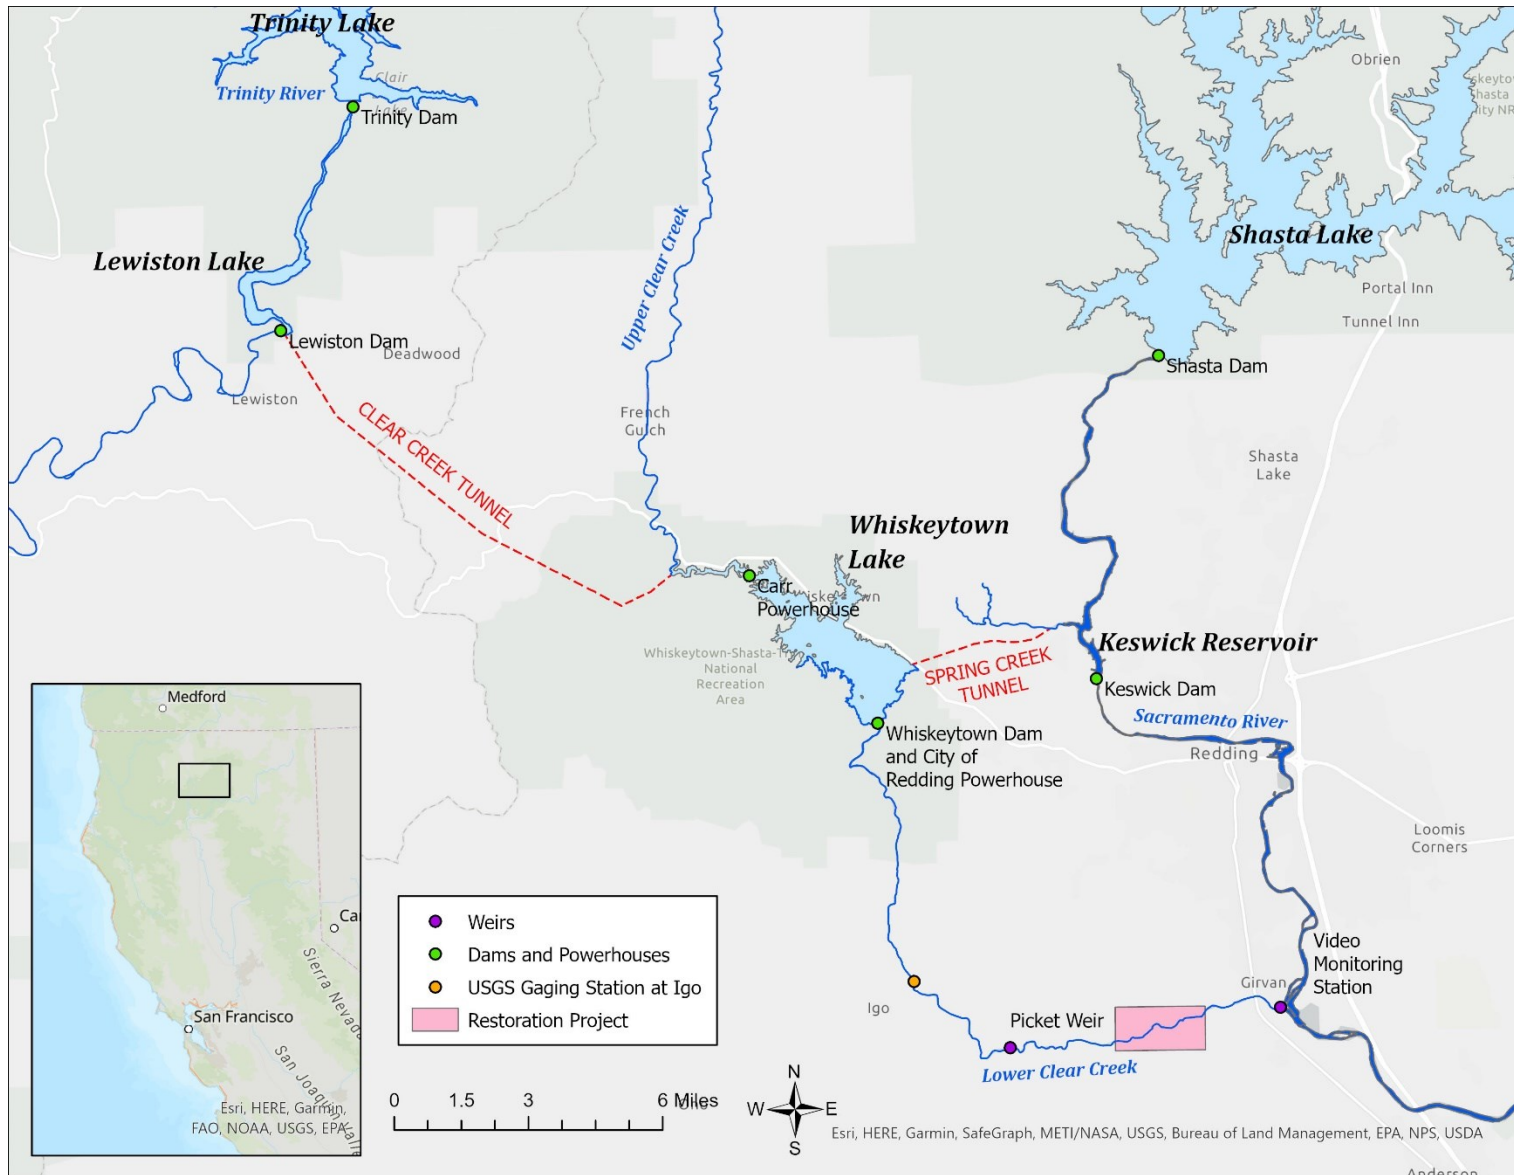 Trinity Lake
Clair
Lake
Trinity River
Trinity Dam
Obrien
Shasta Lake
Lewiston Lake
Upper Clear Creek
Portal Inn
Tunnel Inn
Lewiston Dam
Deadwood
Shasta Dam
Lewiston
CLEAR CREEK TUNNEL
French
Gulch
Shasta
Lake
Whiskeytown
Lake
Carr
Powerhouse
Whiskeytown-Shasta-
National
Recreation
Area
SPRING CREEK
TUNNEL
Keswick Reservoir
Keswick Dam
Sacramento River
Whiskeytown Dam
and City of
Redding Powerhouse
Redding
Loomis
Corners
Medford
San Francisco
Sierra Nevada
San Joaquin Valley
Esri, HERE, Garmin,
FAO, NOAA, USGS, EPA
Weirs
Dams and Powerhouses
USGS Gaging Station at Igo
Restoration Project
Igo
Picket Weir
Girvan
Video
Monitoring
Station
Lower Clear Creek
0 1.5 3 6 Miles
N
W E
S
Esri, HERE, Garmin, SafeGraph, METI/NASA, USGS, Bureau of Land Management, EPA, NPS, USDA
Anderson